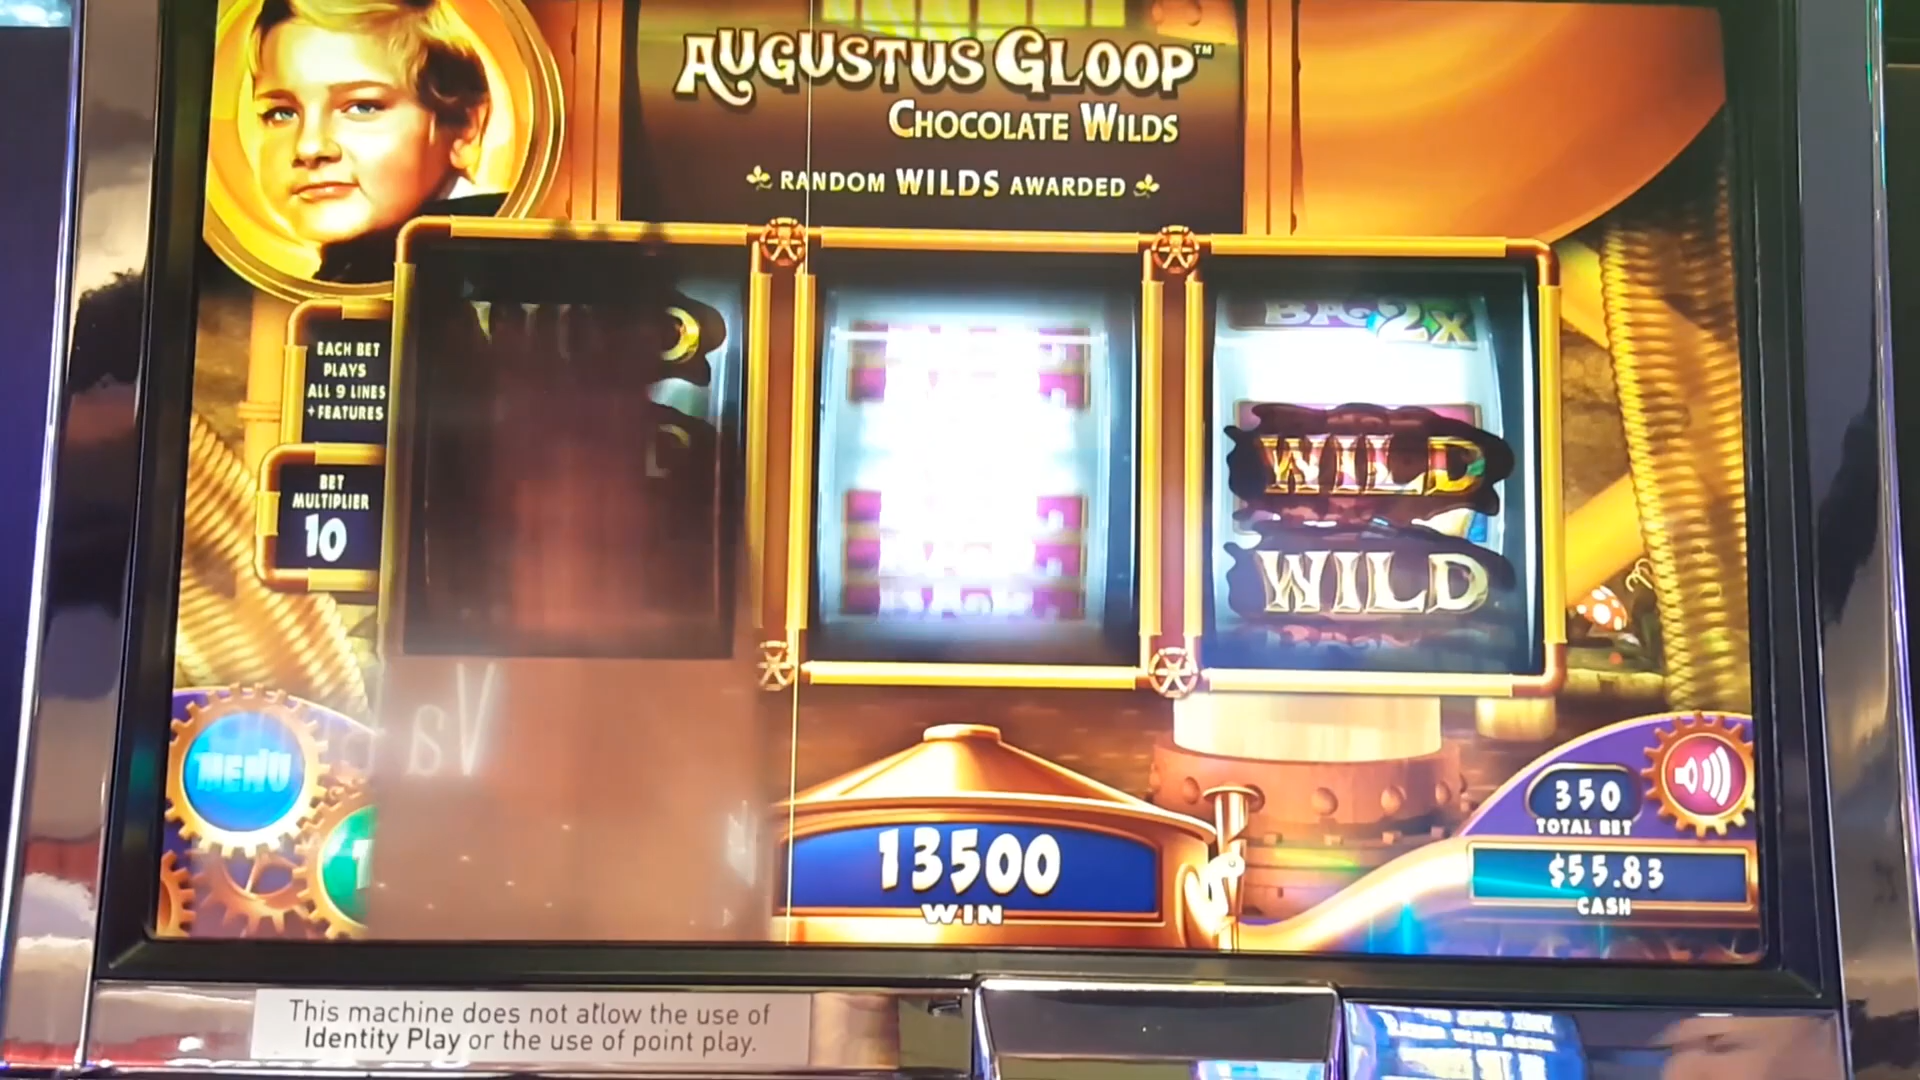 AUGUSTUS GLOOP™
CHOCOLATE WILDS
RANDOM WILDS AWARDED
EACH BET
PLAYS
ALL 9 LINES
+FEATURES
BET
MULTIPLIER
10
2X
WILD
WILD
MENU
13500
WIN
350
TOTAL BET
$55.83
CASH
This machine does not allow the use of
Identity Play or the use of point play.